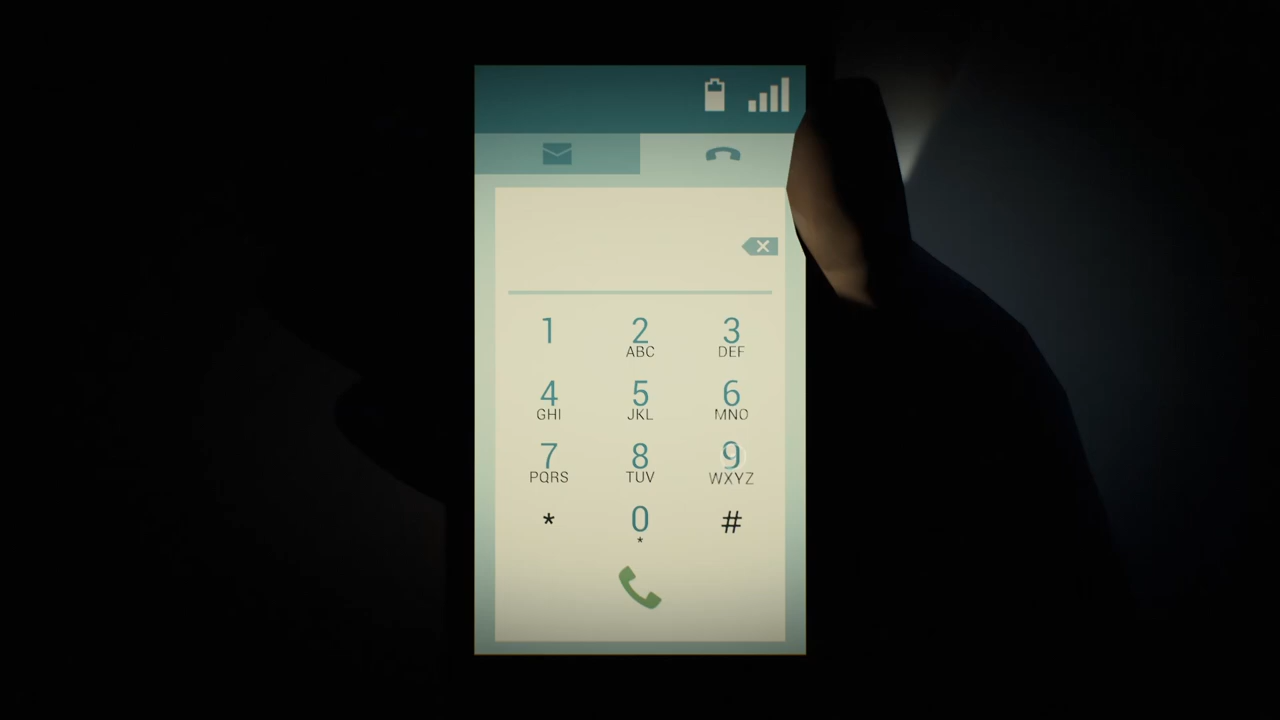 1 2 3
ABC DEF
4 5 6
GHI JKL MNO
7 8 9
PQRS TUV WXYZ
* 0 #
*